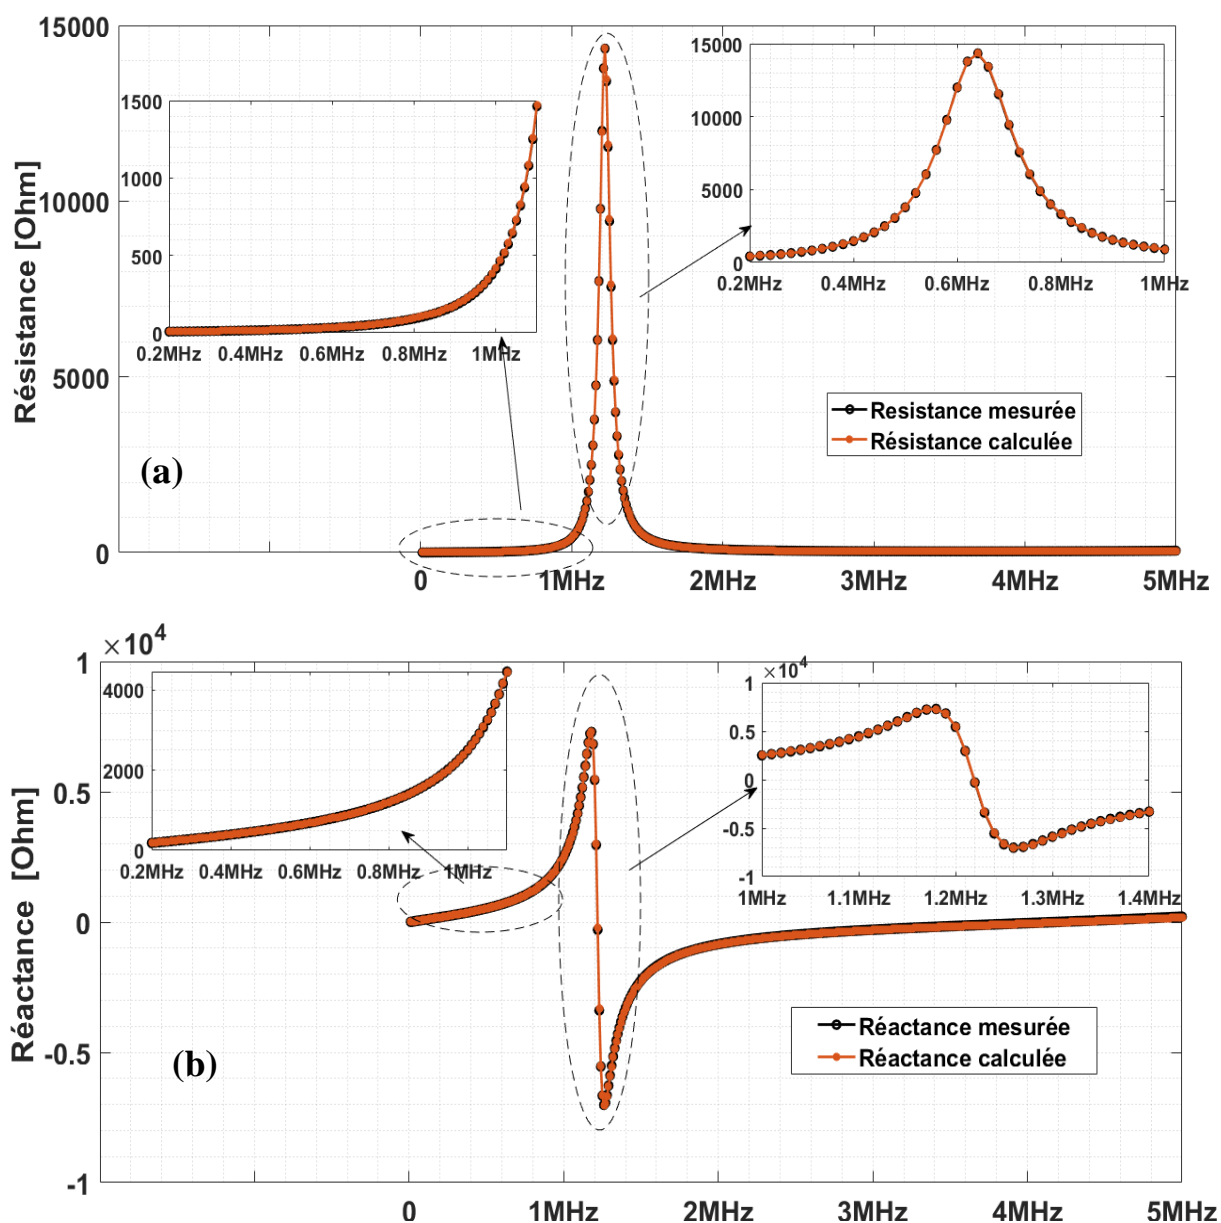 15000
10000
5000
0
Résistance [Ohm]
1500
1000
500
0
0.2MHz 0.4MHz 0.6MHz 0.8MHz 1MHz
15000
10000
5000
0
0.2MHz 0.4MHz 0.6MHz 0.8MHz 1MHz
Resistance mesurée
Résistance calculée
(a)
0 1MHz 2MHz 3MHz 4MHz 5MHz
×10^4
1
0.5
0
-0.5
-1
Réactance [Ohm]
4000
2000
0
0.2MHz 0.4MHz 0.6MHz 0.8MHz 1MHz
×10^4
1
0.5
0
-0.5
-1
1MHz 1.1MHz 1.2MHz 1.3MHz 1.4MHz
Réactance mesurée
Réactance calculée
(b)
0 1MHz 2MHz 3MHz 4MHz 5MHz